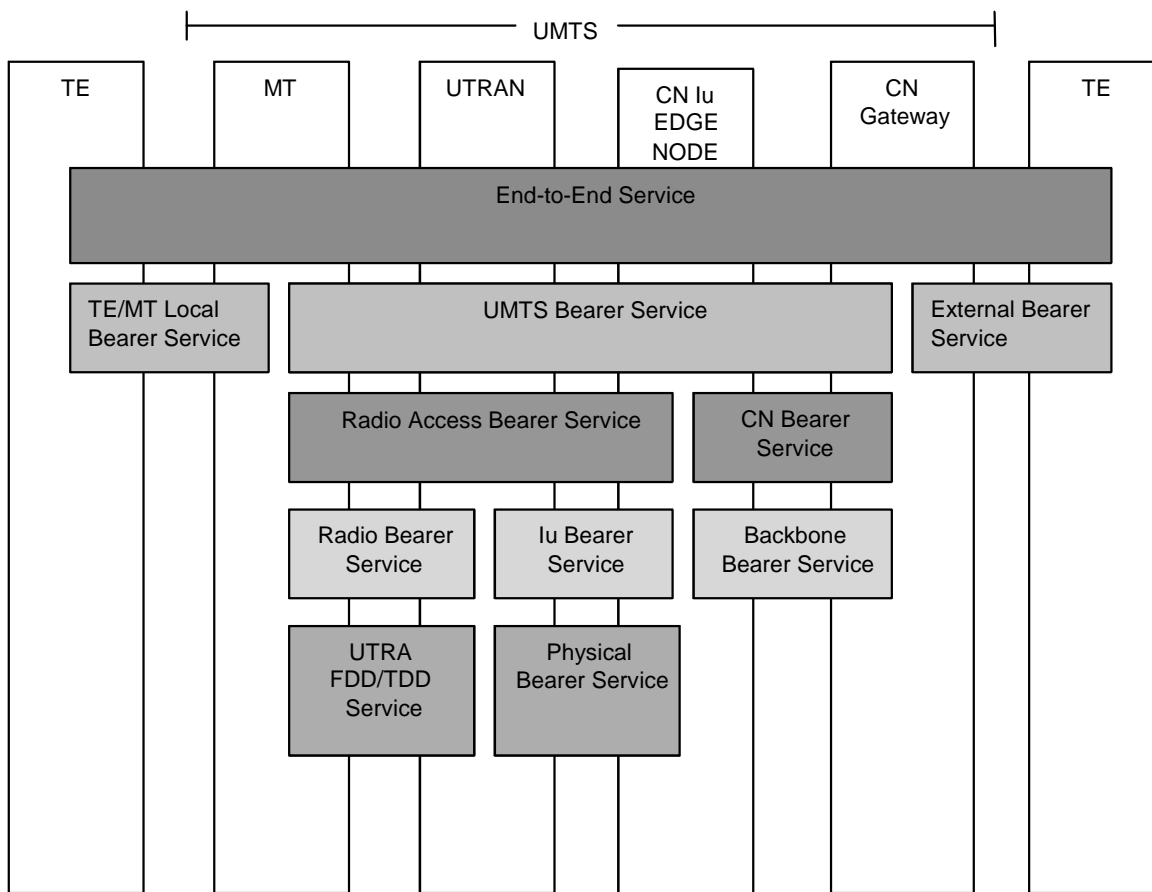 UMTS
TE
MT
UTRAN
CN Iu
EDGE
NODE
CN
Gateway
TE
End-to-End Service
TE/MT Local
Bearer Service
UMTS Bearer Service
External Bearer
Service
Radio Access Bearer Service
CN Bearer
Service
Radio Bearer
Service
Iu Bearer
Service
Backbone
Bearer Service
UTRA
FDD/TDD
Service
Physical
Bearer Service